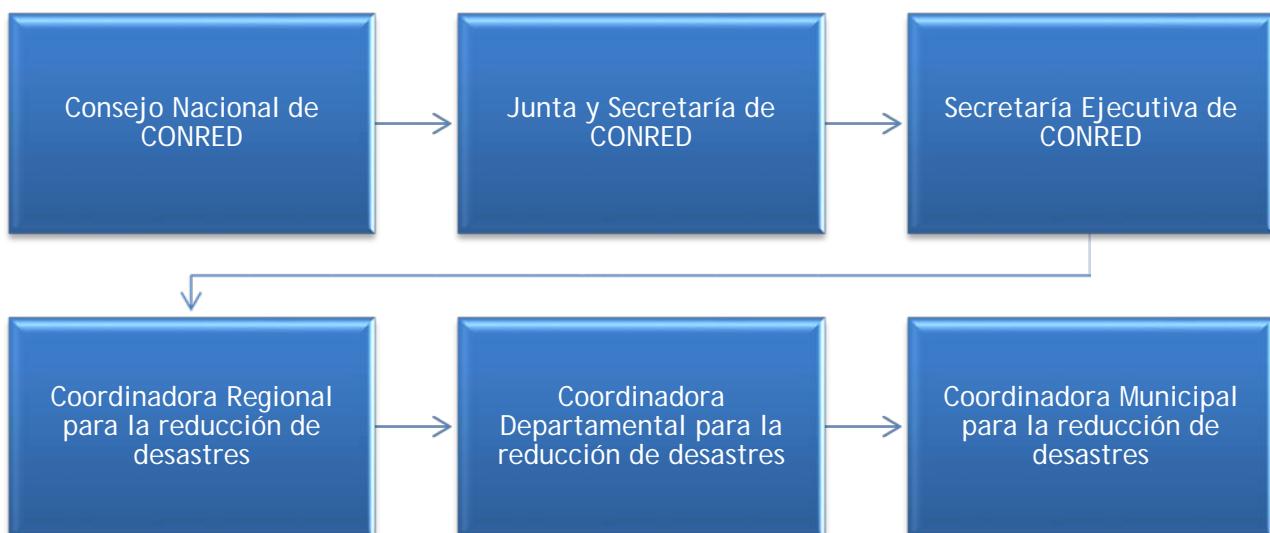 Consejo Nacional de
CONRED
Junta y Secretaría de
CONRED
Secretaría Ejecutiva de
CONRED
Coordinadora Regional
para la reducción de
desastres
Coordinadora
Departamental para la
reducción de desastres
Coordinadora Municipal
para la reducción de
desastres